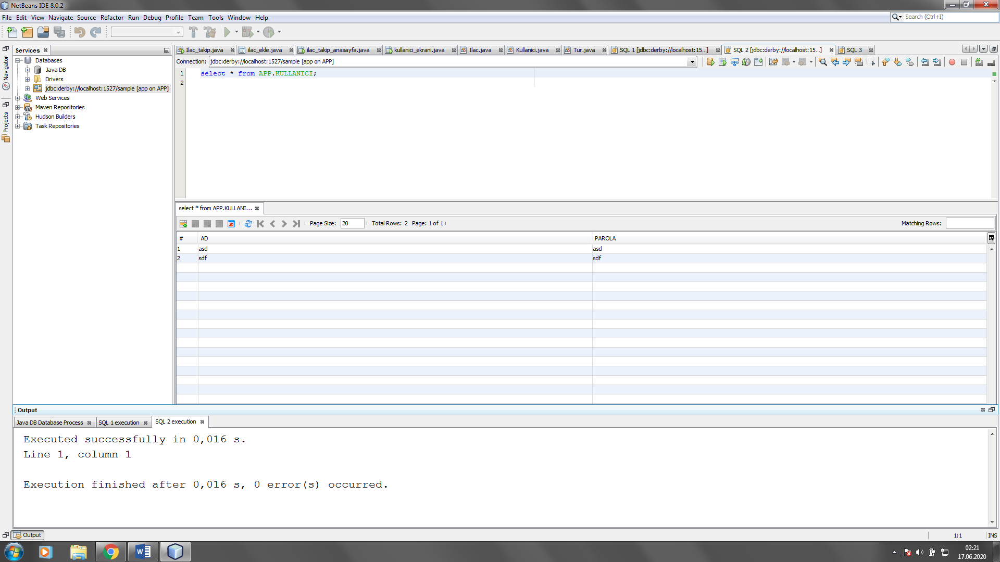 NetBeans IDE 8.0.2
File Edit View Navigate Source Refactor Run Debug Profile Team Tools Window Help
Search (Ctrl+I)
Navigator
Projects
Services
Databases
Java DB
Drivers
jdbc:derby://localhost:1527/sample [app on APP]
Web Services
Maven Repositories
Hudson Builders
Task Repositories
Ilac_takip.java ilac_ekle.java ilac_takip_anasayfa.java kullanici_ekrani.java Ilac.java Kullanici.java Tur.java SQL 1 [jdbc:derby://localhost:15...] SQL 2 [jdbc:derby://localhost:15...] SQL 3
Connection: jdbc:derby://localhost:1527/sample [app on APP]
1 select * from APP.KULLANICI;
2
select * from APP.KULLANI...
Page Size: 20 Total Rows: 2 Page: 1 of 1 Matching Rows:
# AD PAROLA
1 asd asd
2 sdf sdf
Output
Java DB Database Process SQL 1 execution SQL 2 execution
Executed successfully in 0,016 s.
Line 1, column 1
Execution finished after 0,016 s, 0 error(s) occurred.
Output
1:1 INS
02:21
17.06.2020